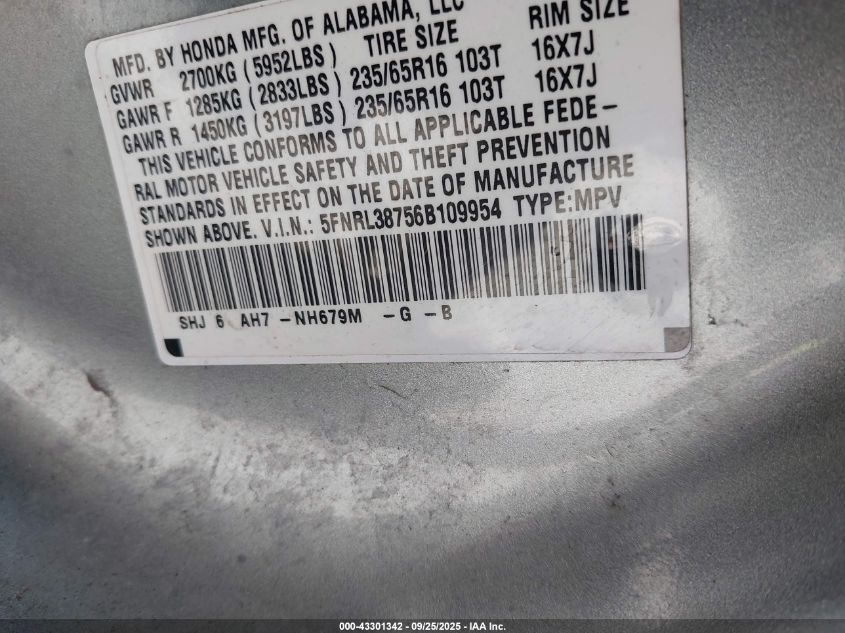 MFD. BY HONDA MFG. OF ALABAMA, LLC
GVWR 2700KG (5952LBS) TIRE SIZE RIM SIZE
GAWR F 1285KG (2833LBS) 235/65R16 103T 16X7J
GAWR R 1450KG (3197LBS) 235/65R16 103T 16X7J
THIS VEHICLE CONFORMS TO ALL APPLICABLE FEDE-
RAL MOTOR VEHICLE SAFETY AND THEFT PREVENTION
STANDARDS IN EFFECT ON THE DATE OF MANUFACTURE
SHOWN ABOVE. V.I.N.: 5FNRL38756B109954 TYPE:MPV
SHJ 6 AH7 -NH679M -G -B
000-43301342 - 09/25/2025 - IAA Inc.